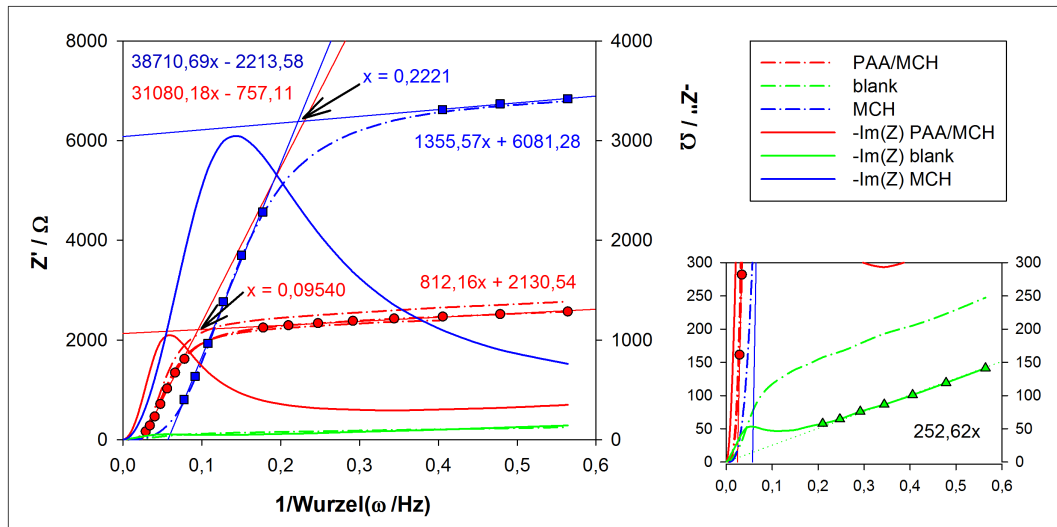 8000
6000
4000
2000
0
Z' / Ω
38710,69x - 2213,58
31080,18x - 757,11
x = 0,2221
1355,57x + 6081,28
x = 0,09540
812,16x + 2130,54
4000
3000
2000
1000
0
-Z'' / Ω
0,0 0,1 0,2 0,3 0,4 0,5 0,6
1/Wurzel(ω /Hz)
PAA/MCH
blank
MCH
-Im(Z) PAA/MCH
-Im(Z) blank
-Im(Z) MCH
300
250
200
150
100
50
0
252,62x
300
250
200
150
100
50
0
0,0 0,1 0,2 0,3 0,4 0,5 0,6